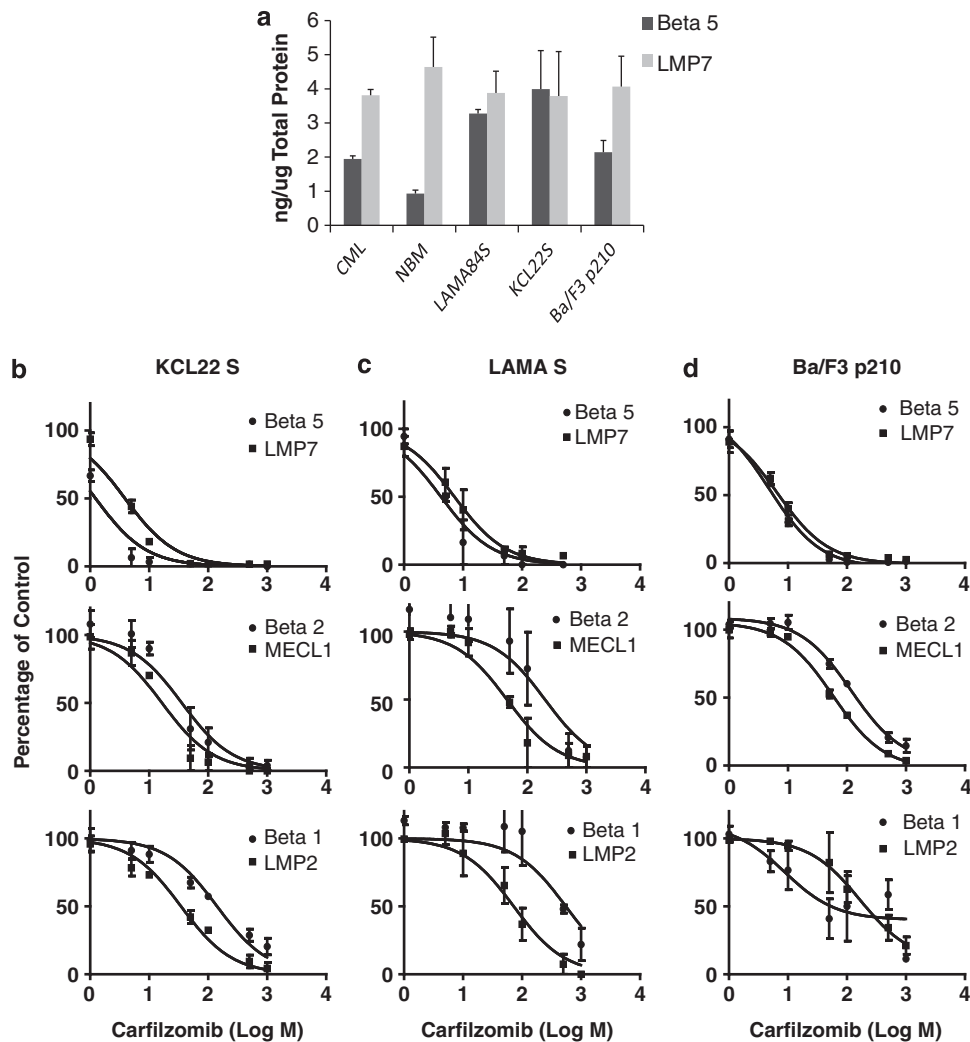 a
6
5
4
3
2
1
0
ng/ug Total Protein
Beta 5
LMP7
CML
NBM
LAMA84S
KCL22S
Ba/F3 p210
b
KCL22 S
c
LAMA S
d
Ba/F3 p210
Percentage of Control
100
50
0
Beta 5
LMP7
0 1 2 3 4
100
50
0
Beta 5
LMP7
0 1 2 3 4
100
50
0
Beta 5
LMP7
0 1 2 3 4
100
50
0
Beta 2
MECL1
0 1 2 3 4
100
50
0
Beta 2
MECL1
0 1 2 3 4
100
50
0
Beta 2
MECL1
0 1 2 3 4
100
50
0
Beta 1
LMP2
0 1 2 3 4
Carfilzomib (Log M)
100
50
0
Beta 1
LMP2
0 1 2 3 4
Carfilzomib (Log M)
100
50
0
Beta 1
LMP2
0 1 2 3 4
Carfilzomib (Log M)